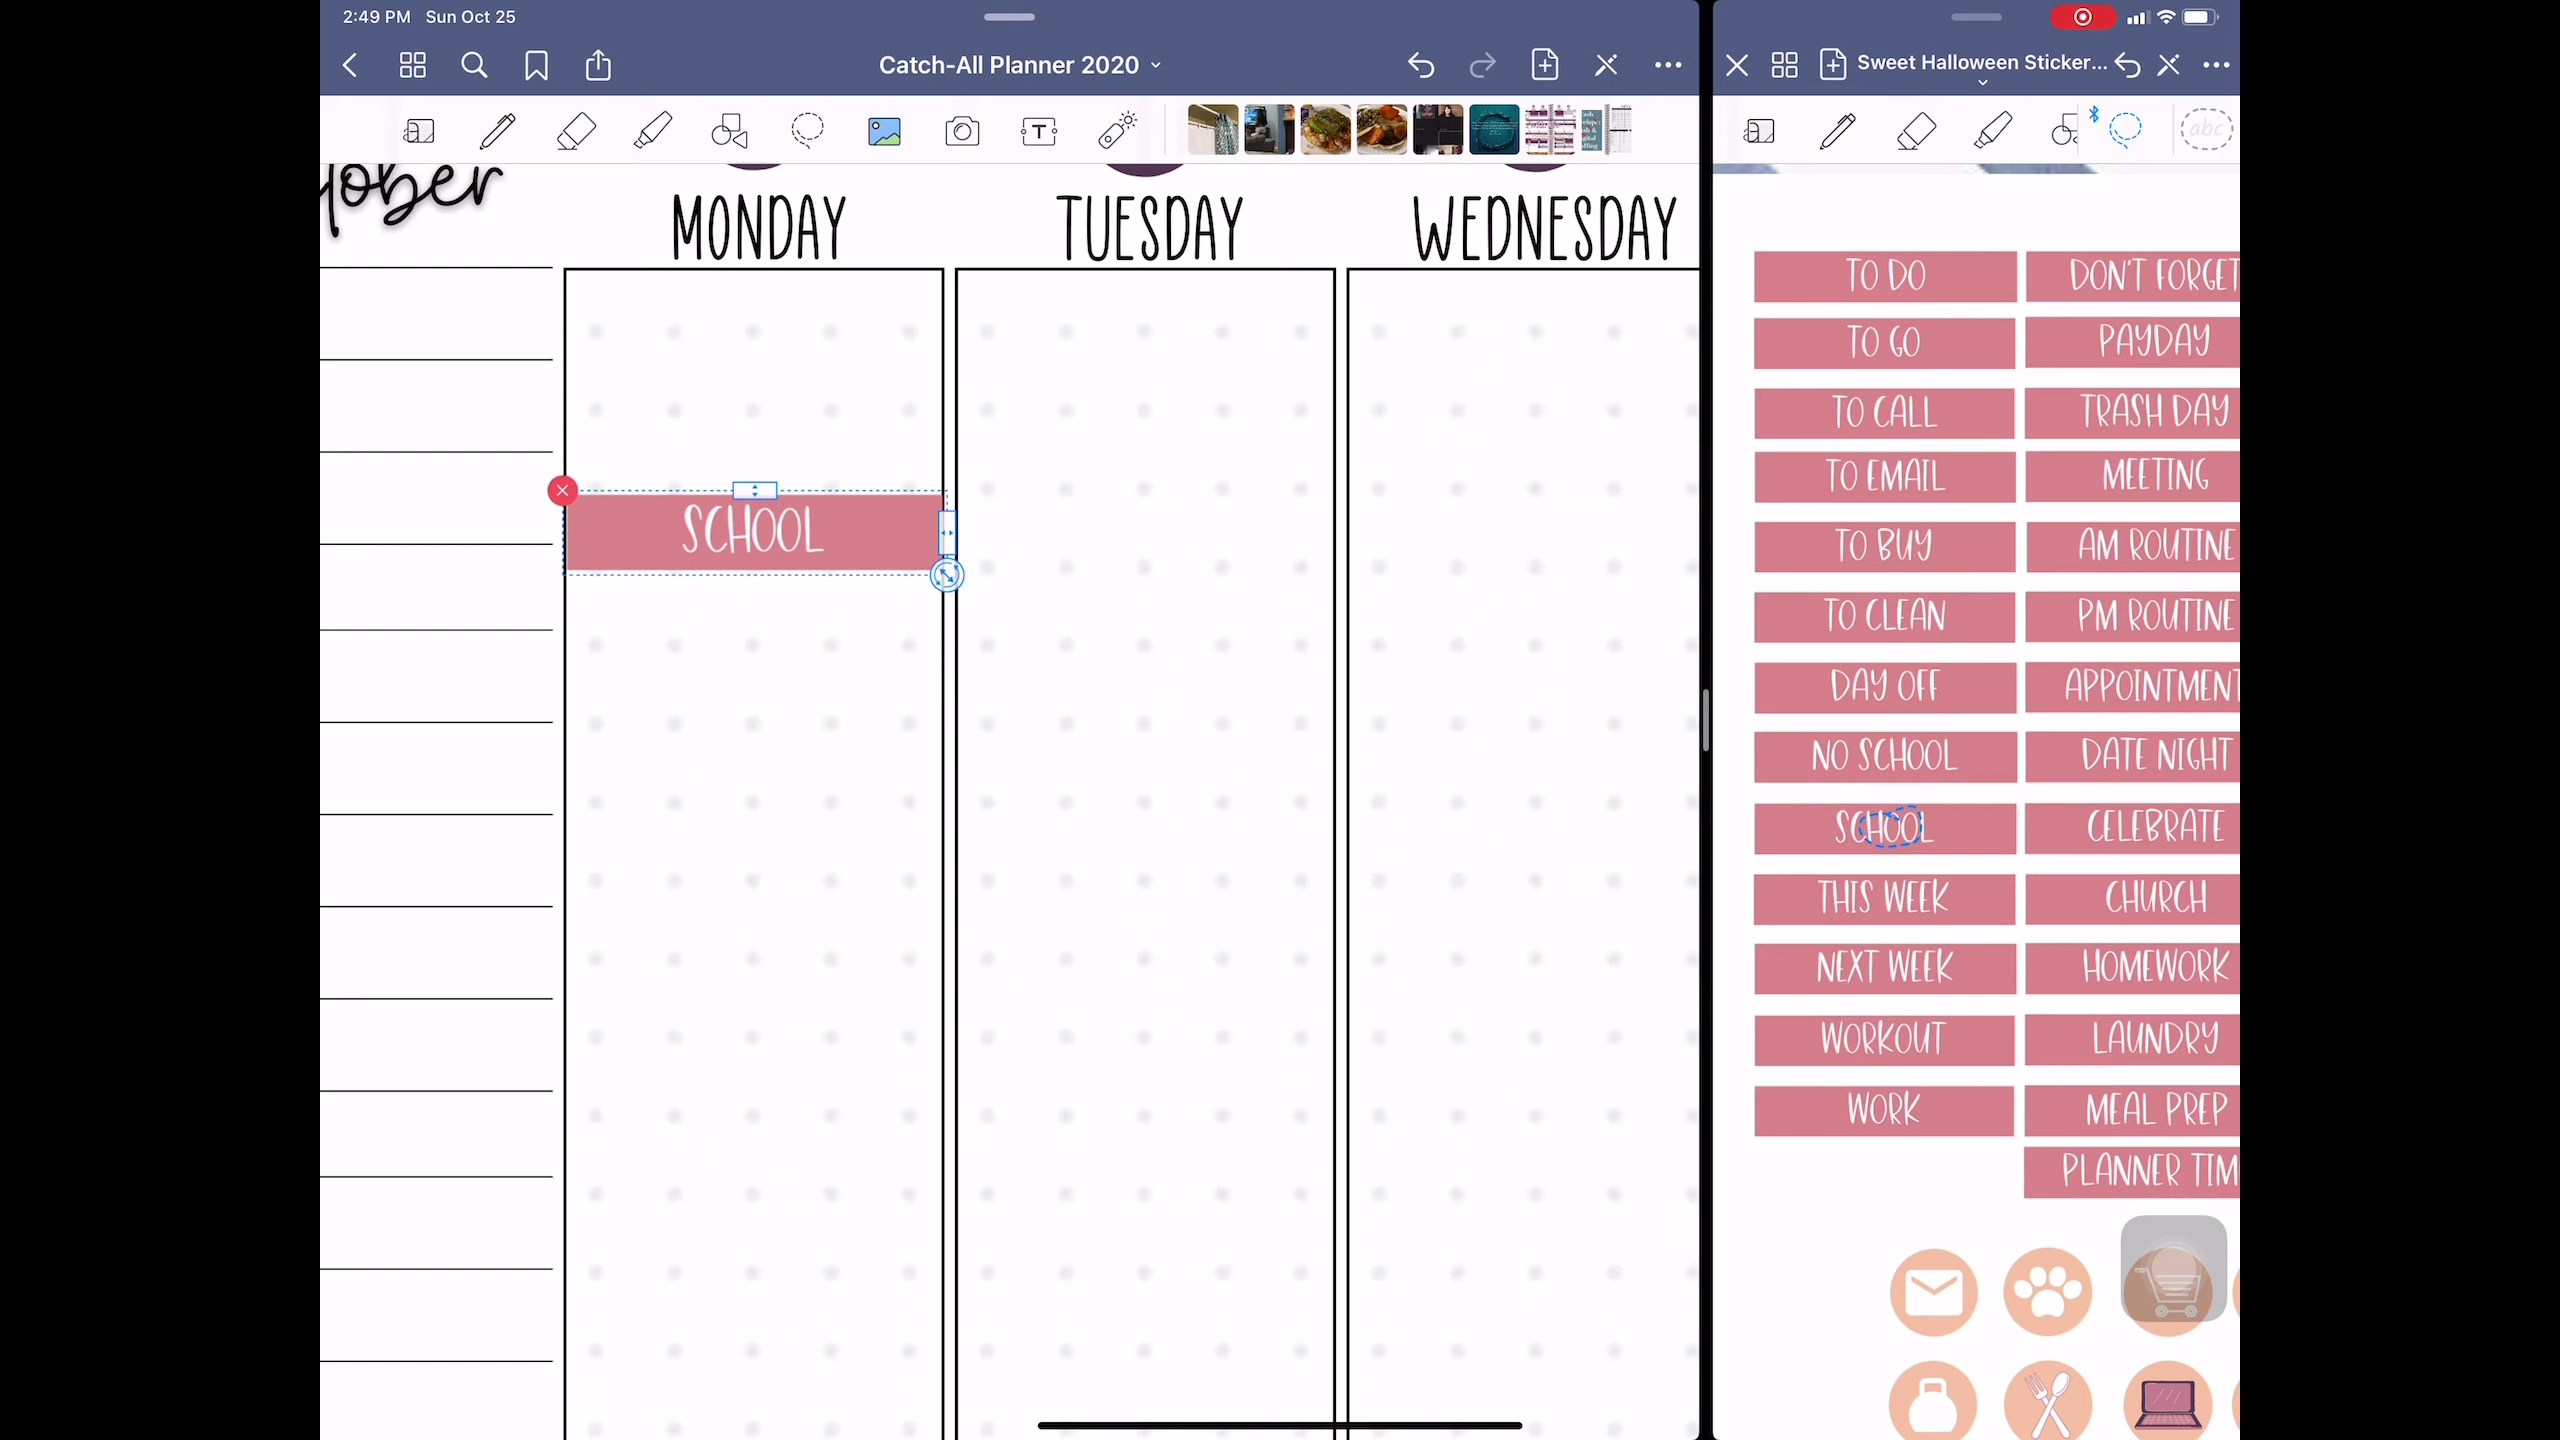 2:49 PM Sun Oct 25
Catch-All Planner 2020
Sweet Halloween Sticker...
T
abc
tober
MONDAY
TUESDAY
WEDNESDAY
SCHOOL
TO DO
DON'T FORGET
TO GO
PAYDAY
TO CALL
TRASH DAY
TO EMAIL
MEETING
TO BUY
AM ROUTINE
TO CLEAN
PM ROUTINE
DAY OFF
APPOINTMENT
NO SCHOOL
DATE NIGHT
SCHOOL
CELEBRATE
THIS WEEK
CHURCH
NEXT WEEK
HOMEWORK
WORKOUT
LAUNDRY
WORK
MEAL PREP
PLANNER TIM